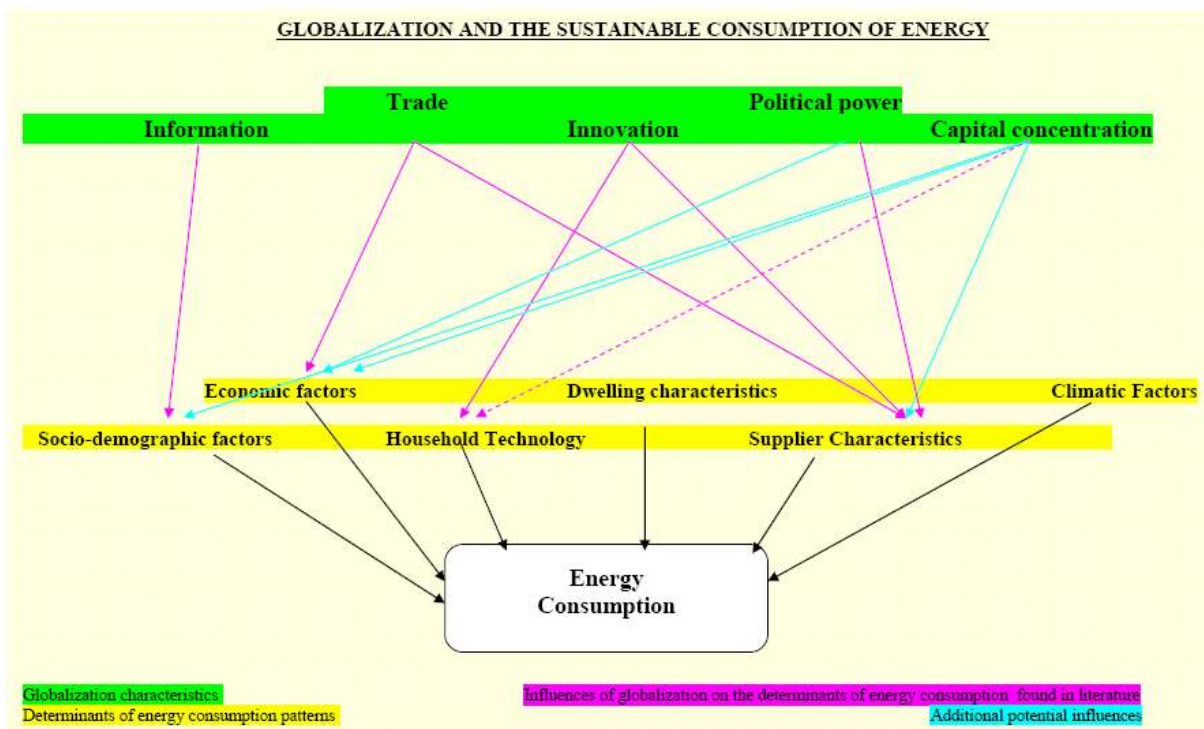 GLOBALIZATION AND THE SUSTAINABLE CONSUMPTION OF ENERGY
Trade Political power
Information Innovation Capital concentration
Economic factors Dwelling characteristics Climatic Factors
Socio-demographic factors Household Technology Supplier Characteristics
Energy
Consumption
Globalization characteristics Influences of globalization on the determinants of energy consumption found in literature
Determinants of energy consumption patterns Additional potential influences